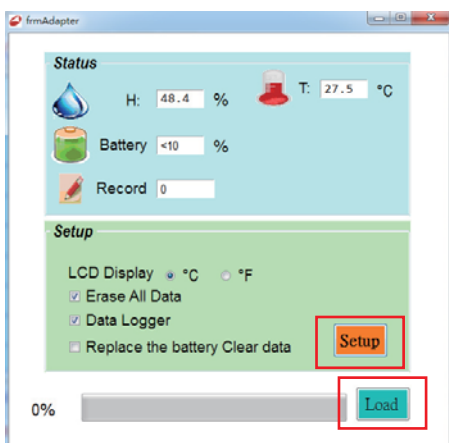 frmAdapter
Status
H: 48.4 % T: 27.5 °C
Battery <10 %
Record 0
Setup
LCD Display °C °F
Erase All Data
Data Logger
Replace the battery Clear data Setup
0% Load